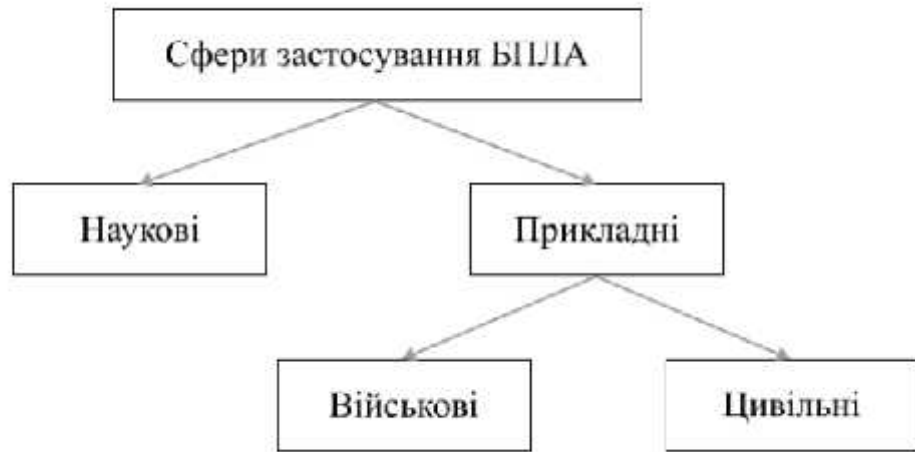 Сфери застосування БПЛА
Наукові
Прикладні
Військові
Цивільні